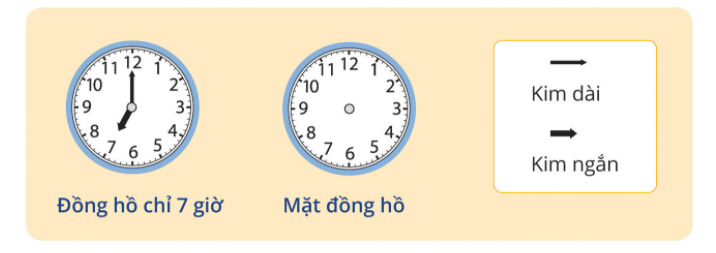 11 12 1
10 2
9 3
8 4
7 6 5
Đồng hồ chỉ 7 giờ
11 12 1
10 2
9 3
8 4
7 6 5
Mặt đồng hồ
Kim dài
Kim ngắn